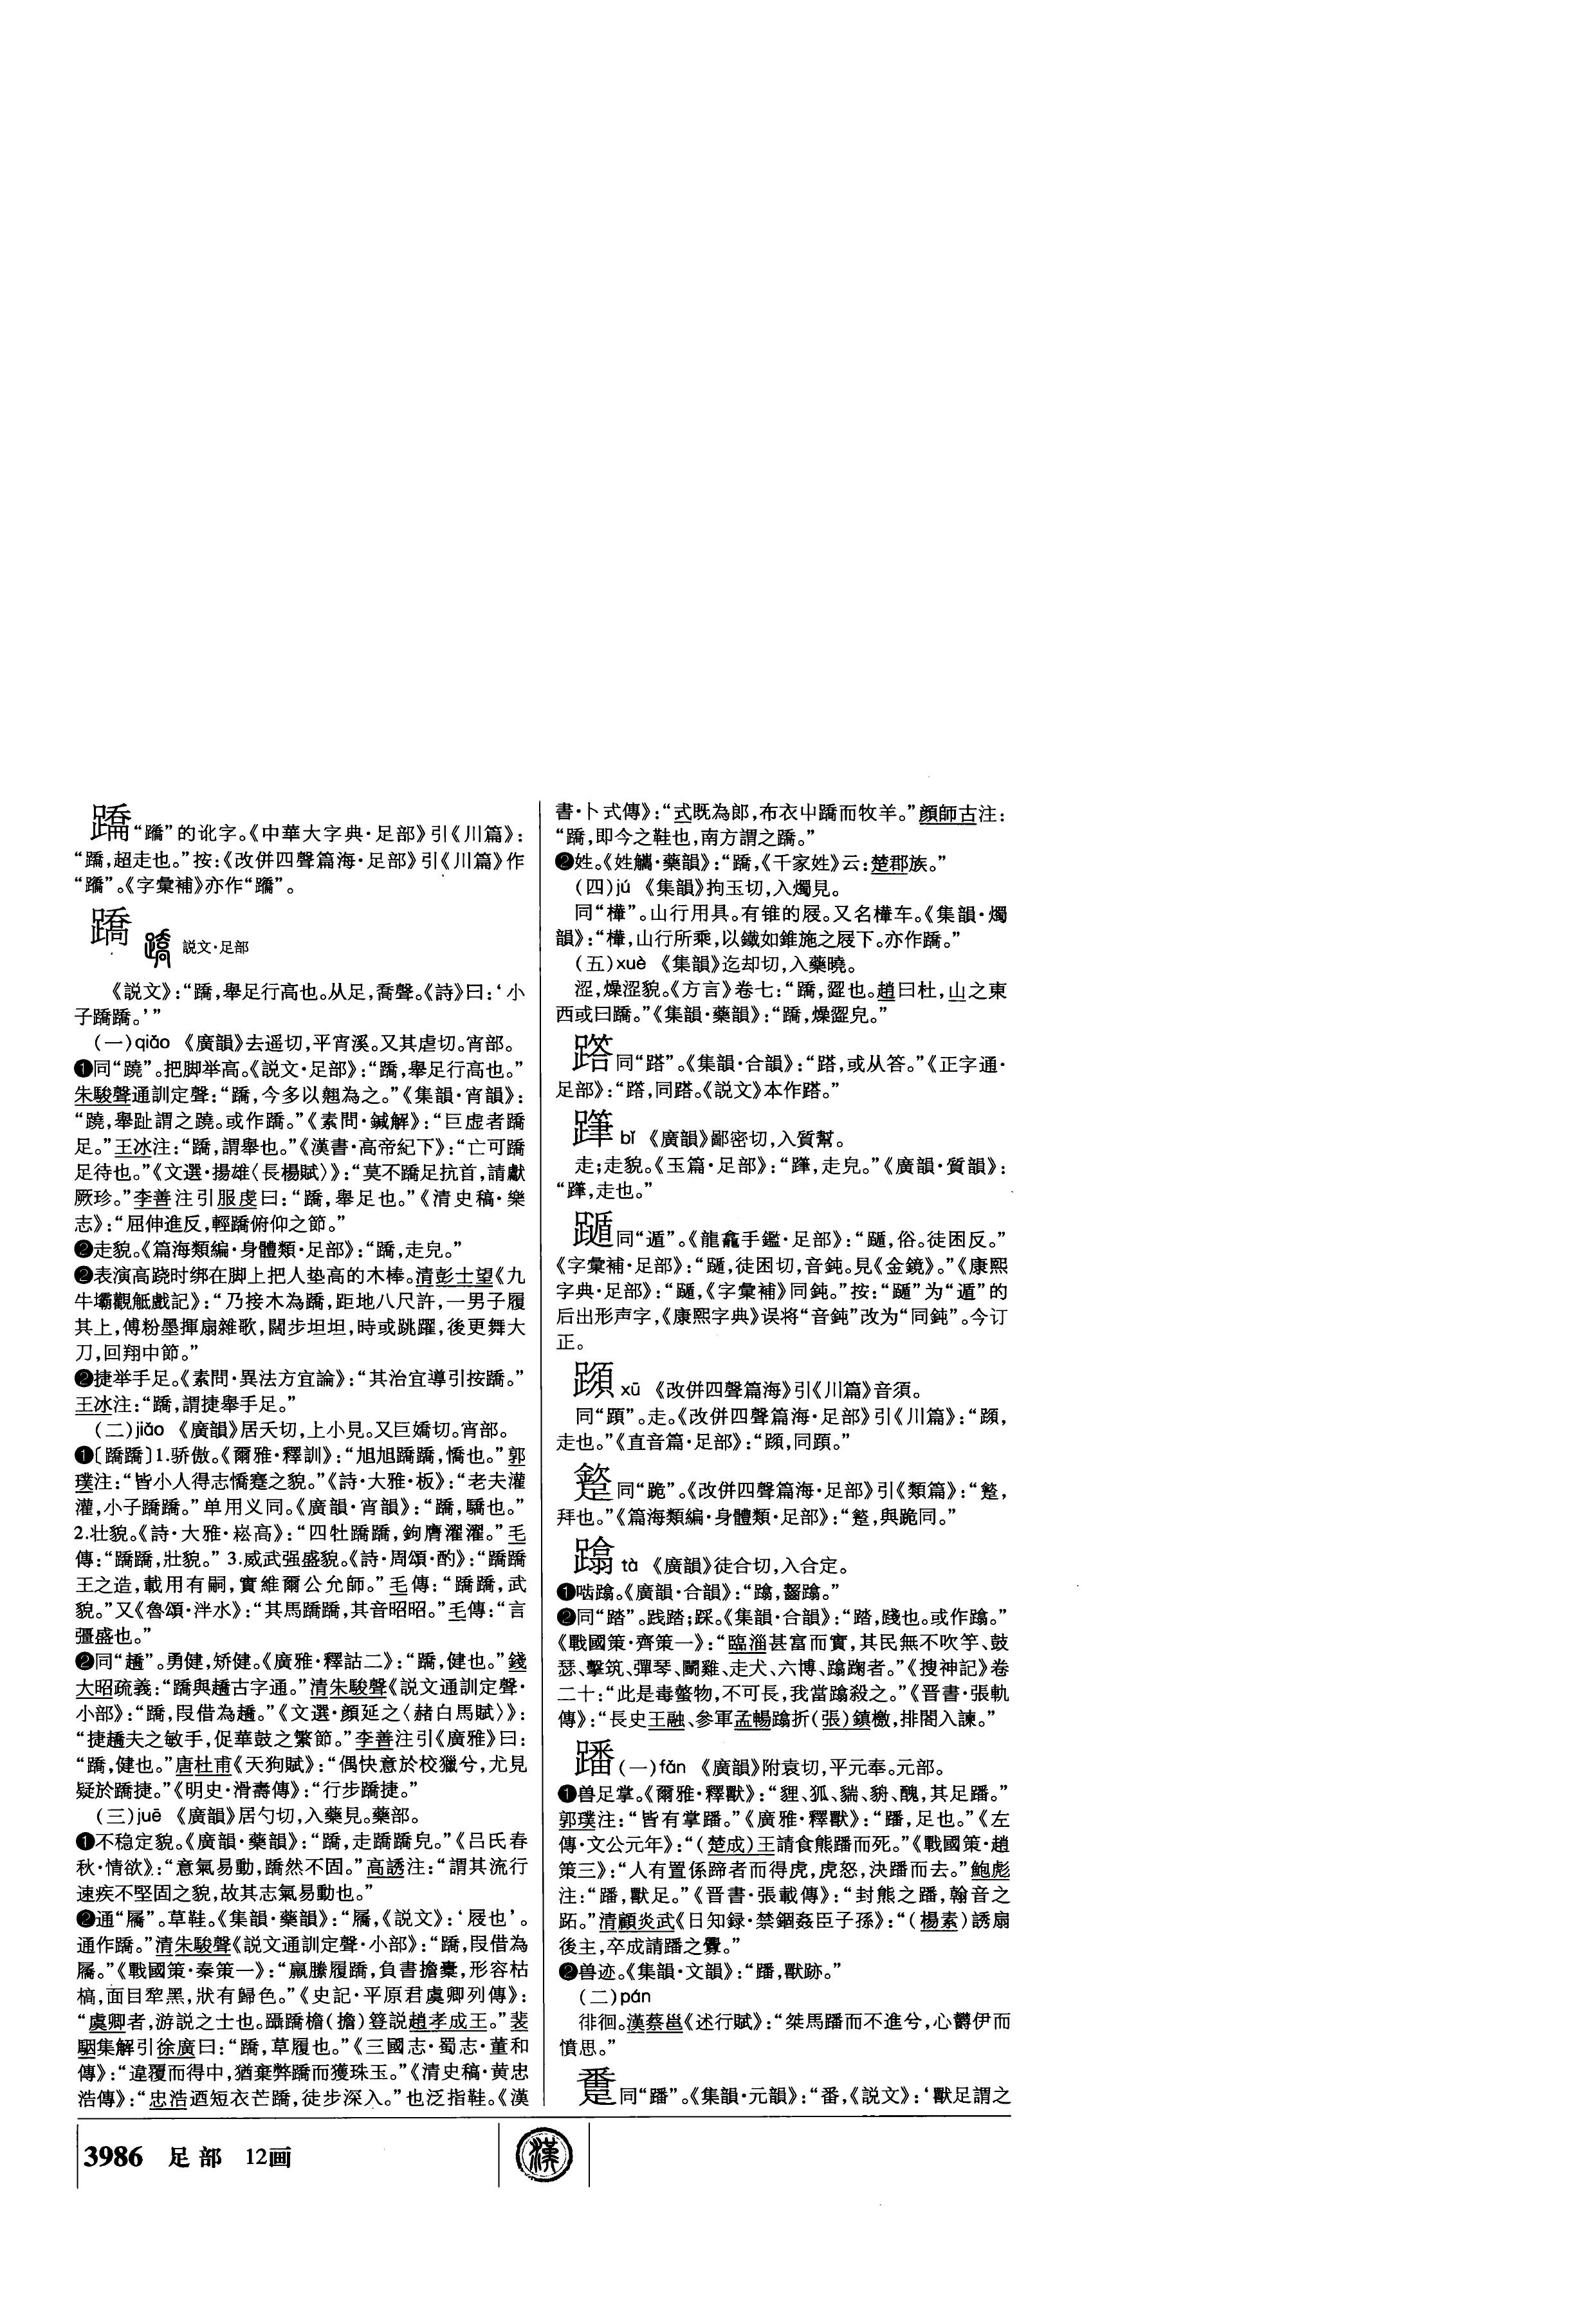 “蹻”的讹字。《中華大字典·足部》引《川篇》：
“蹻，超走也。”按：《改併四聲篇海·足部》引《川篇》作
“蹻”。《字彙補》亦作“蹻”。
蹻 説文·足部
《説文》：“蹻，舉足行高也。从足，喬聲。《詩》曰：‘小
子蹻蹻。’”
（一）qiāo 《廣韻》去遥切，平宵溪。又其虐切。宵部。
❶同“蹺”。把脚举高。《説文·足部》：“蹻，舉足行高也。”
朱駿聲通訓定聲：“蹻，今多以翹為之。”《集韻·宵韻》：
“蹺，舉趾謂之蹺。或作蹻。”《素問·鍼解》：“巨虚者蹻
足。”王冰注：“蹻，謂舉也。”《漢書·高帝紀下》：“亡可蹻
足待也。”《文選·揚雄〈長楊賦〉》：“莫不蹻足抗首，請獻
厥珍。”李善注引服虔曰：“蹻，舉足也。”《清史稿·樂
志》：“屈伸進反，輕蹻俯仰之節。”
❷走貌。《篇海類編·身體類·足部》：“蹻，走皃。”
❷表演高跷时绑在脚上把人垫高的木棒。清彭士望《九
牛壩觀觝戲記》：“乃接木為蹻，距地八尺許，一男子履
其上，傅粉墨揮扇雜歌，闊步坦坦，時或跳躍，後更舞大
刀，回翔中節。”
❷捷举手足。《素問·異法方宜論》：“其治宜導引按蹻。”
王冰注：“蹻，謂捷舉手足。”
（二）jiǎo 《廣韻》居夭切，上小見。又巨嬌切。宵部。
❶〔蹻蹻〕1.骄傲。《爾雅·釋訓》：“旭旭蹻蹻，憍也。”郭
璞注：“皆小人得志憍蹇之貌。”《詩·大雅·板》：“老夫灌
灌，小子蹻蹻。”单用义同。《廣韻·宵韻》：“蹻，驕也。”
2.壮貌。《詩·大雅·崧高》：“四牡蹻蹻，鉤膺濯濯。”毛
傳：“蹻蹻，壯貌。” 3.威武强盛貌。《詩·周頌·酌》：“蹻蹻
王之造，載用有嗣，實維爾公允師。”毛傳：“蹻蹻，武
貌。”又《魯頌·泮水》：“其馬蹻蹻，其音昭昭。”毛傳：“言
彊盛也。”
❷同“趫”。勇健，矫健。《廣雅·釋詁二》：“蹻，健也。”錢
大昭疏義：“蹻與趫古字通。”清朱駿聲《説文通訓定聲·
小部》：“蹻，叚借為趫。”《文選·顔延之〈赭白馬賦〉》：
“捷趫夫之敏手，促華鼓之繁節。”李善注引《廣雅》曰：
“蹻，健也。”唐杜甫《天狗賦》：“偶快意於校獵兮，尤見
疑於蹻捷。”《明史·滑壽傳》：“行步蹻捷。”
（三）juē 《廣韻》居勺切，入藥見。藥部。
❶不稳定貌。《廣韻·藥韻》：“蹻，走蹻蹻皃。”《吕氏春
秋·情欲》：“意氣易動，蹻然不固。”高誘注：“謂其流行
速疾不堅固之貌，故其志氣易動也。”
❷通“屩”。草鞋。《集韻·藥韻》：“屩，《説文》：‘屐也’。
通作蹻。”清朱駿聲《説文通訓定聲·小部》：“蹻，叚借為
屩。”《戰國策·秦策一》：“羸縢履蹻，負書擔橐，形容枯
槁，面目犂黑，狀有歸色。”《史記·平原君虞卿列傳》：
“虞卿者，游説之士也。躡蹻檐（擔）簦説趙孝成王。”裴
駰集解引徐廣曰：“蹻，草履也。”《三國志·蜀志·董和
傳》：“違覆而得中，猶棄弊蹻而獲珠玉。”《清史稿·黄忠
浩傳》：“忠浩迺短衣芒蹻，徒步深入。”也泛指鞋。《漢
書·卜式傳》：“式既為郎，布衣屮蹻而牧羊。”顔師古注：
“蹻，即今之鞋也，南方謂之蹻。”
❷姓。《姓觿·藥韻》：“蹻，《千家姓》云：楚郡族。”
（四）jú 《集韻》拘玉切，入燭見。
同“檋”。山行用具。有锥的屐。又名檋车。《集韻·燭
韻》：“檋，山行所乘，以鐵如錐施之屐下。亦作蹻。”
（五）xuè 《集韻》迄却切，入藥曉。
涩，燥涩貌。《方言》卷七：“蹻，歰也。趙曰杜，山之東
西或曰蹻。”《集韻·藥韻》：“蹻，燥歰皃。”
同“蹹”。《集韻·合韻》：“，或从答。”《正字通·
足部》：“，同。《説文》本作。”
bǐ 《廣韻》鄙密切，入質幫。
走；走貌。《玉篇·足部》：“，走皃。”《廣韻·質韻》：
“，走也。”
同“遁”。《龍龕手鑑·足部》：“，俗。徒困反。”
《字彙補·足部》：“，徒困切，音鈍。見《金鏡》。”《康熙
字典·足部》：“，《字彙補》同鈍。”按：“”为“遁”的
后出形声字，《康熙字典》误将“音鈍”改为“同鈍”。今订
正。
xū 《改併四聲篇海》引《川篇》音須。
同“”。走。《改併四聲篇海·足部》引《川篇》：“，
走也。”《直音篇·足部》：“，同。”
同“跪”。《改併四聲篇海·足部》引《類篇》：“，
拜也。”《篇海類編·身體類·足部》：“，與跪同。”
蹹 tà 《廣韻》徒合切，入合定。
❶啮蹹。《廣韻·合韻》：“蹹，齧蹹。”
❷同“踏”。践踏；踩。《集韻·合韻》：“踏，踐也。或作蹹。”
《戰國策·齊策一》：“臨淄甚富而實，其民無不吹竽、鼓
瑟、擊筑、彈琴、鬭雞、走犬、六博、蹹踘者。”《搜神記》卷
二十：“此是毒螫物，不可長，我當蹹殺之。”《晋書·張軌
傳》：“長史王融、參軍孟暢蹹折（張）鎮檄，排閤入諫。”
蹯（一）fán 《廣韻》附袁切，平元奉。元部。
❶兽足掌。《爾雅·釋獸》：“貍、狐、貒、貈、醜，其足蹯。”
郭璞注：“皆有掌蹯。”《廣雅·釋獸》：“蹯，足也。”《左
傳·文公元年》：“（楚成）王請食熊蹯而死。”《戰國策·趙
策三》：“人有置係蹄者而得虎，虎怒，決蹯而去。”鮑彪
注：“蹯，獸足。”《晋書·張載傳》：“封熊之蹯，翰音之
跖。”清顧炎武《日知録·禁錮姦臣子孫》：“（楊素）誘扇
後主，卒成請蹯之釁。”
❷兽迹。《集韻·文韻》：“蹯，獸跡。”
（二）pán
徘徊。漢蔡邕《述行賦》：“桀馬蹯而不進兮，心鬱伊而
憤思。”
同“蹯”。《集韻·元韻》：“番，《説文》：‘獸足謂之
3986 足部 12画
漢